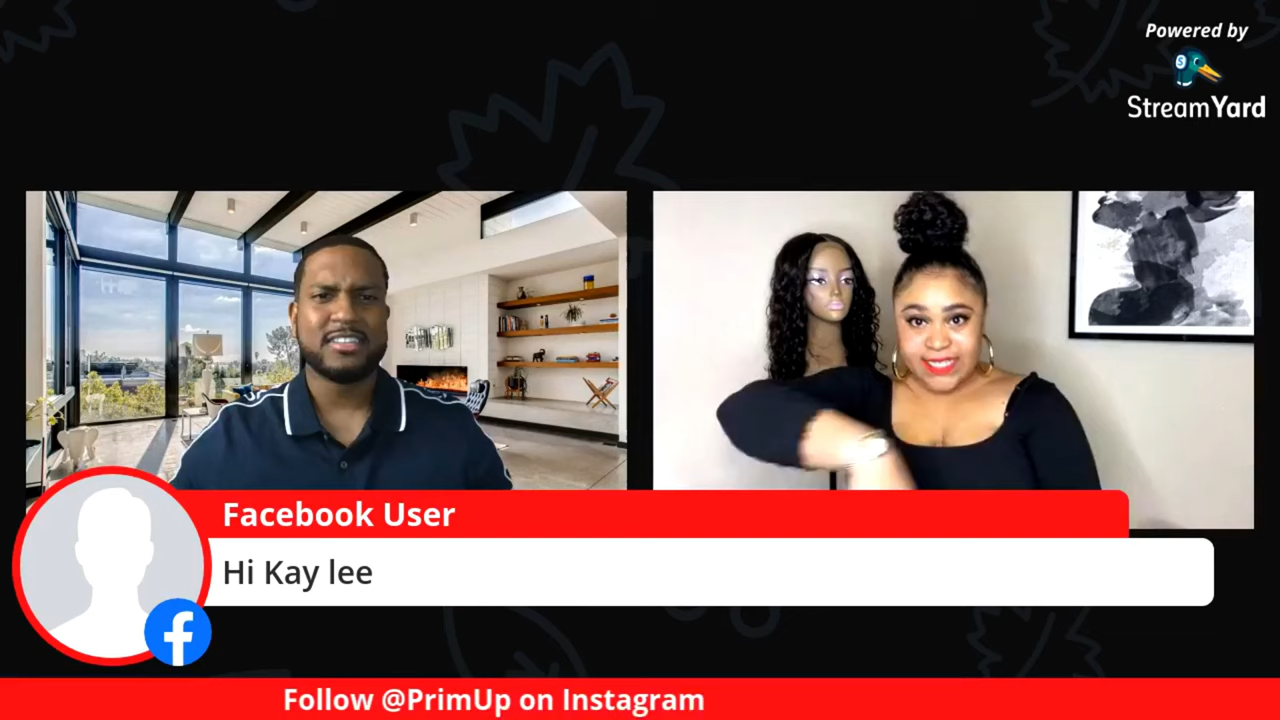 Powered by
StreamYard
Facebook User
Hi Kay lee
Follow @PrimUp on Instagram